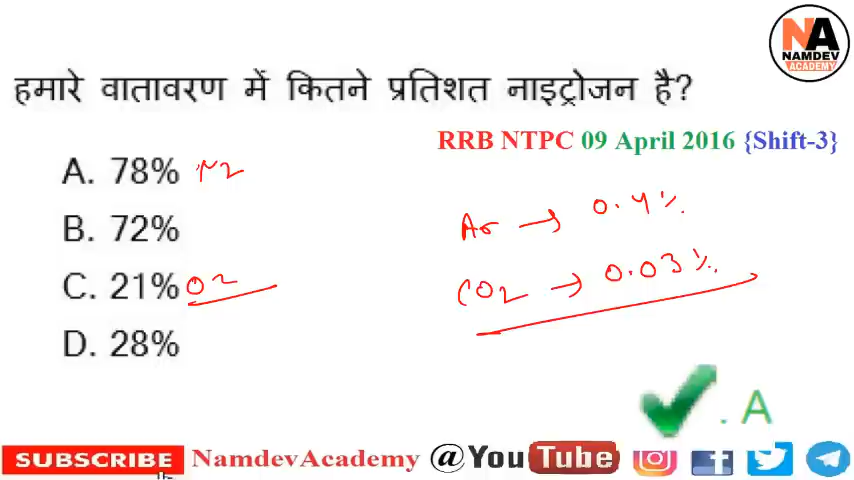 NA
NAMDEV
ACADEMY
हमारे वातावरण में कितने प्रतिशत नाइट्रोजन है?
RRB NTPC 09 April 2016 {Shift-3}
A. 78% N2
B. 72%
C. 21% O2
D. 28%
Ar → 0.4%
CO2 → 0.03%
. A
SUBSCRIBE NamdevAcademy @YouTube